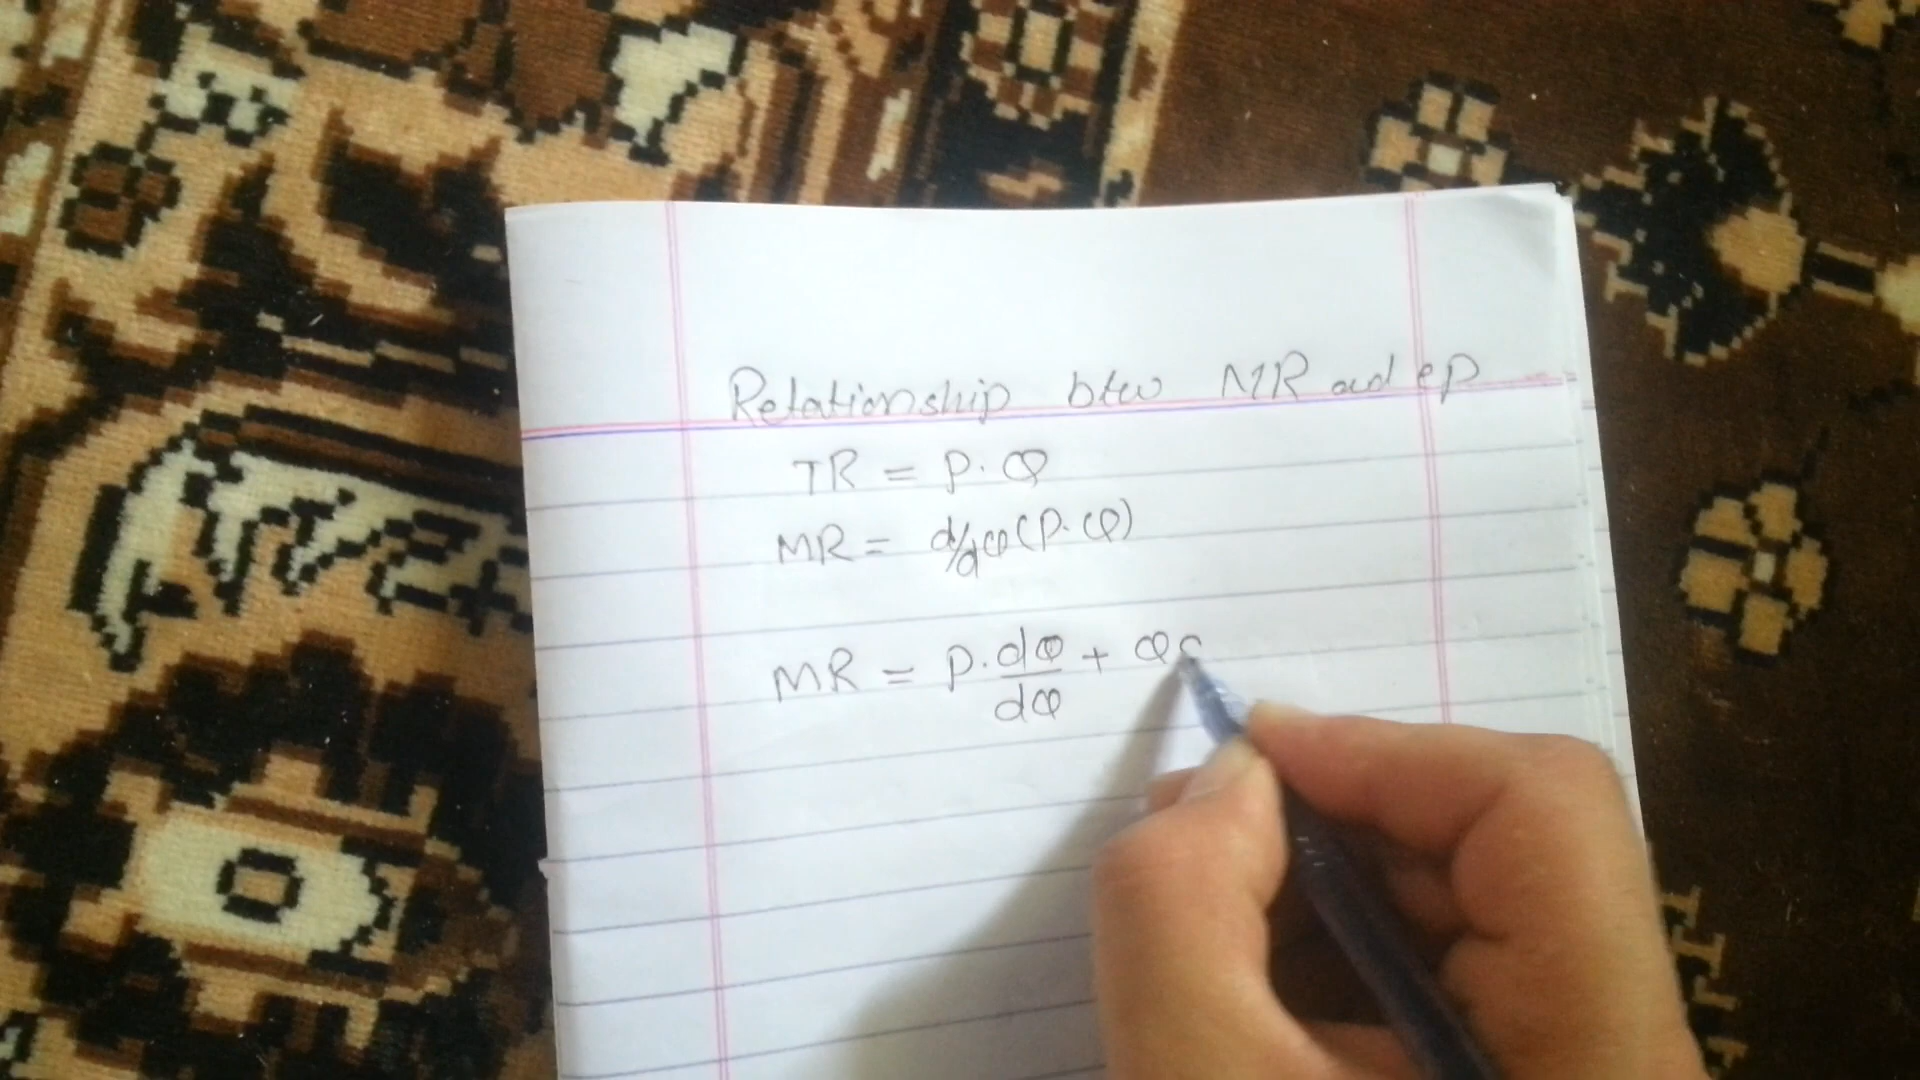 Relationship btw MR and ep
TR = P. Q
MR = d/dQ (P. Q)
MR = P. dQ/dQ + Q